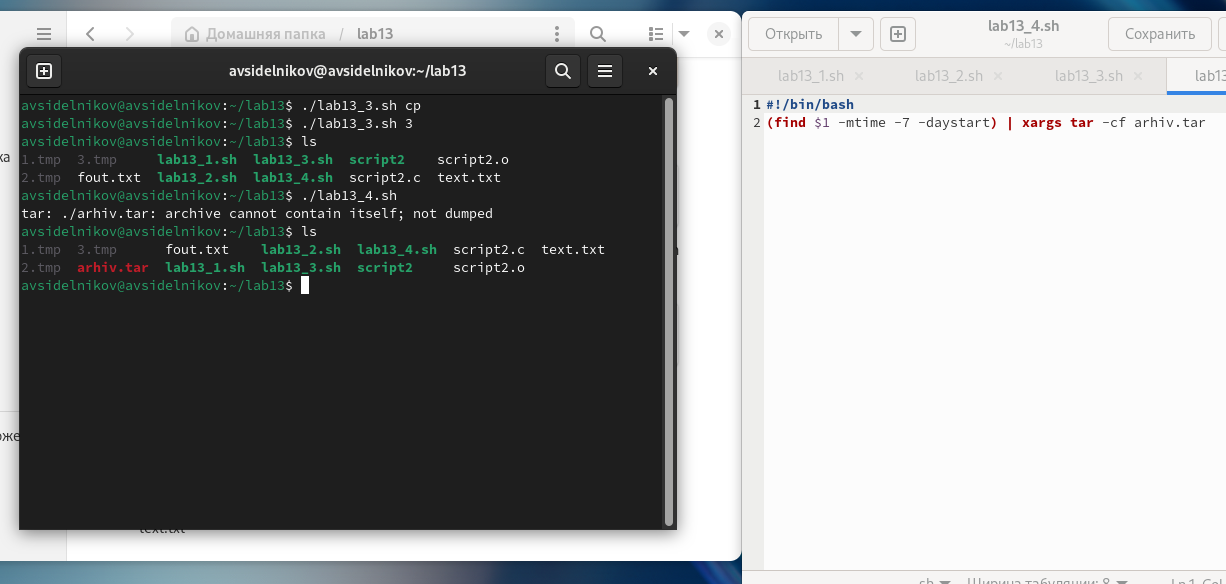 Домашняя папка / lab13
avsidelnikov@avsidelnikov:~/lab13
avsidelnikov@avsidelnikov:~/lab13$ ./lab13_3.sh cp
avsidelnikov@avsidelnikov:~/lab13$ ./lab13_3.sh 3
avsidelnikov@avsidelnikov:~/lab13$ ls
1.tmp 3.tmp lab13_1.sh lab13_3.sh script2 script2.o
2.tmp fout.txt lab13_2.sh lab13_4.sh script2.c text.txt
avsidelnikov@avsidelnikov:~/lab13$ ./lab13_4.sh
tar: ./arhiv.tar: archive cannot contain itself; not dumped
avsidelnikov@avsidelnikov:~/lab13$ ls
1.tmp 3.tmp fout.txt lab13_2.sh lab13_4.sh script2.c text.txt
2.tmp arhiv.tar lab13_1.sh lab13_3.sh script2 script2.o
avsidelnikov@avsidelnikov:~/lab13$
text.txt
Открыть
lab13_4.sh
~/lab13
Сохранить
lab13_1.sh lab13_2.sh lab13_3.sh lab13
1 #!/bin/bash
2 (find $1 -mtime -7 -daystart) | xargs tar -cf arhiv.tar
sh Ширина табуляции: 8